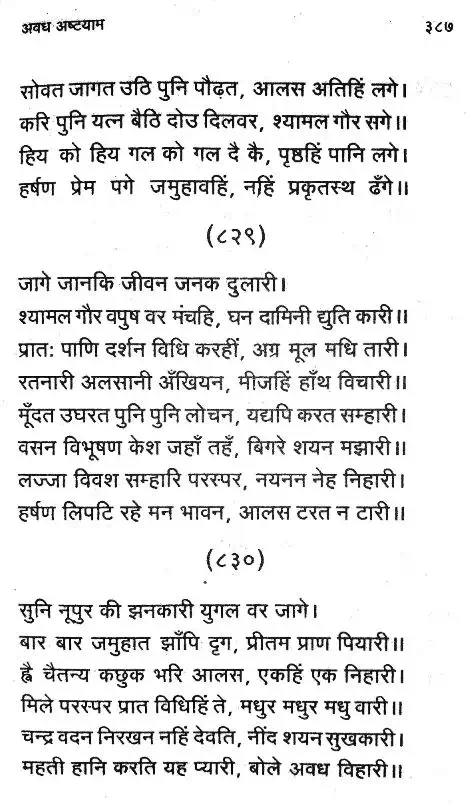 अवध अष्टयाम ३८७
सोवत जागत उठि पुनि पौढ़त, आलस अतिहिं लगे।
करि पुनि यत्न बैठि दोउ दिलवर, श्यामल गौर सगे॥
हिय को हिय गल को गल दै कै, पृष्ठहिं पानि लगे।
हर्षण प्रेम पगे जमुहावहिं, नहिं प्रकृतस्थ ढँगे॥
(८२९)
जागे जानकि जीवन जनक दुलारी।
श्यामल गौर वपुष वर मंचहि, घन दामिनी द्युति कारी॥
प्रातः पाणि दर्शन विधि करहीं, अग्र मूल मधि तारी।
रतनारी अलसानी अँखियन, मीजहिं हाँथ विचारी॥
मूँदत उघरत पुनि पुनि लोचन, यद्यपि करत सम्हारी।
वसन विभूषण केश जहाँ तहँ, बिगरे शयन मझारी॥
लज्जा विवश सम्हारि परस्पर, नयनन नेह निहारी।
हर्षण लिपटि रहे मन भावन, आलस टरत न टारी॥
(८३०)
सुनि नूपुर की झनकारी युगल वर जागे।
बार बार जमुहात झाँपि दृग, प्रीतम प्राण पियारी॥
ह्वै चैतन्य कछुक भरि आलस, एकहिं एक निहारी।
मिले परस्पर प्रात विधिहिं ते, मधुर मधुर मधु वारी॥
चन्द्र वदन निरखन नहिं देवति, नींद शयन सुखकारी।
महती हानि करति यह प्यारी, बोले अवध विहारी॥